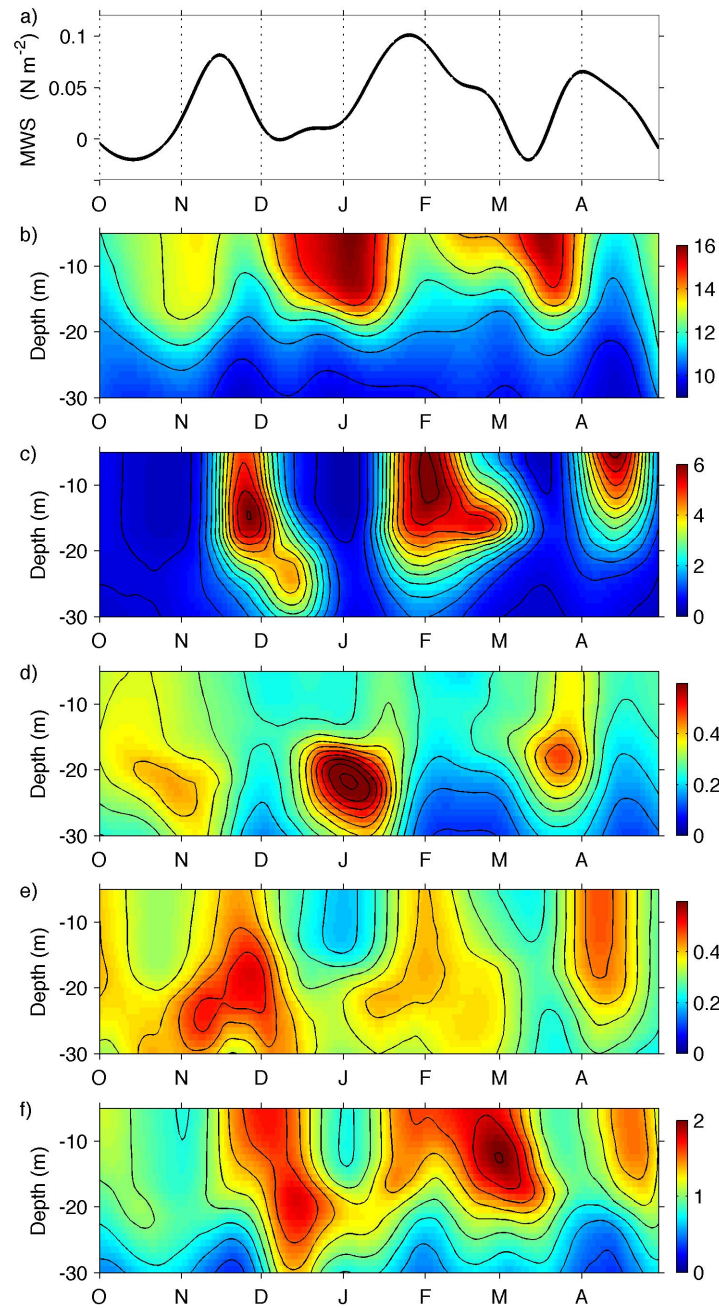 a)
MWS (N m⁻²)
0.1
0.05
0
O N D J F M A
b)
Depth (m)
-10
-20
-30
O N D J F M A
16
14
12
10
c)
Depth (m)
-10
-20
-30
O N D J F M A
6
4
2
0
d)
Depth (m)
-10
-20
-30
O N D J F M A
0.4
0.2
0
e)
Depth (m)
-10
-20
-30
O N D J F M A
0.4
0.2
0
f)
Depth (m)
-10
-20
-30
O N D J F M A
2
1
0